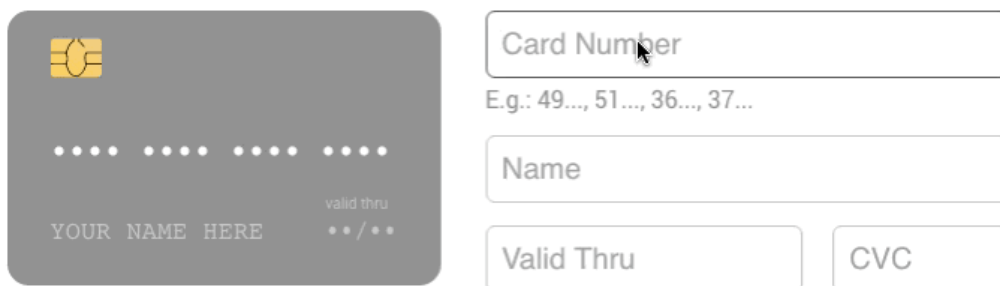 •••• •••• •••• ••••
valid thru
YOUR NAME HERE ••/••
Card Number
E.g.: 49..., 51..., 36..., 37...
Name
Valid Thru
CVC